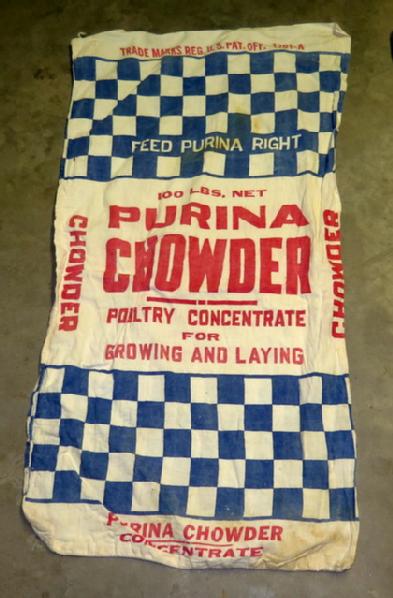 TRADE MARKS REG. U.S. PAT. OFF.
FEED PURINA RIGHT
100 LBS. NET
PURINA
CHOWDER
CHOWDER
CHOWDER
POULTRY CONCENTRATE
FOR
GROWING AND LAYING
PURINA CHOWDER
CONCENTRATE